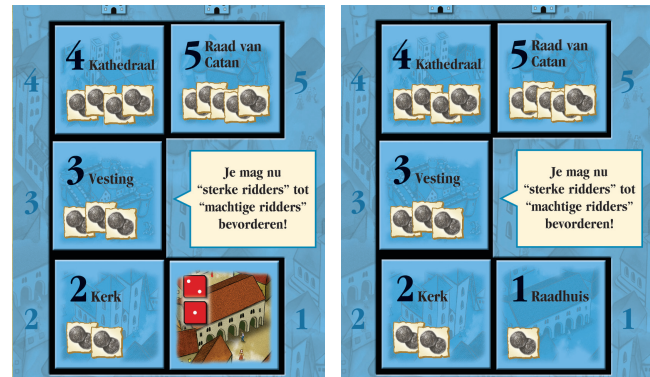 4 Kathedraal
5 Raad van
Catan
4
5
3 Vesting
3
Je mag nu
“sterke ridders” tot
“machtige ridders”
bevorderen!
2 Kerk
2
1
4 Kathedraal
5 Raad van
Catan
4
5
3 Vesting
3
Je mag nu
“sterke ridders” tot
“machtige ridders”
bevorderen!
2 Kerk
1 Raadhuis
2
1